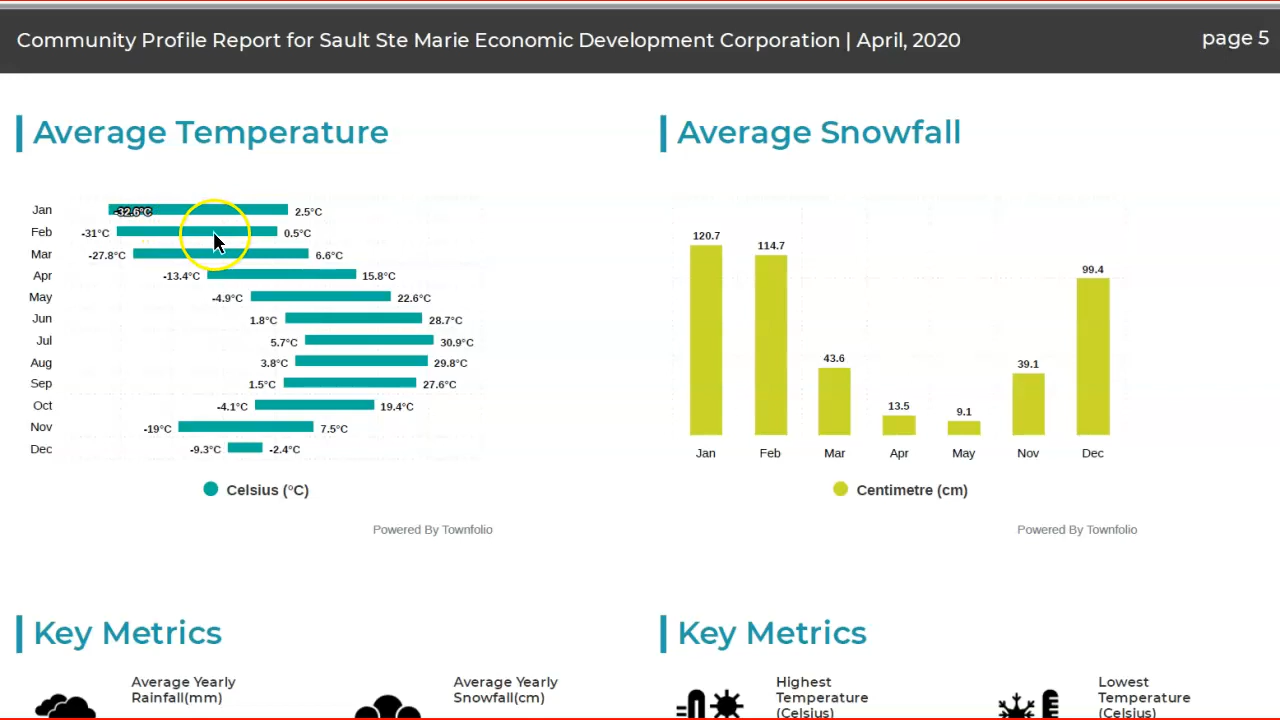 Community Profile Report for Sault Ste Marie Economic Development Corporation | April, 2020
page 5
Average Temperature
Jan -32.6°C 2.5°C
Feb -31°C 0.5°C
Mar -27.8°C 6.6°C
Apr -13.4°C 15.8°C
May -4.9°C 22.6°C
Jun 1.8°C 28.7°C
Jul 5.7°C 30.9°C
Aug 3.8°C 29.8°C
Sep 1.5°C 27.6°C
Oct -4.1°C 19.4°C
Nov -19°C 7.5°C
Dec -9.3°C -2.4°C
Celsius (°C)
Powered By Townfolio
Average Snowfall
120.7
114.7
43.6
13.5
9.1
39.1
99.4
Jan Feb Mar Apr May Nov Dec
Centimetre (cm)
Powered By Townfolio
Key Metrics
Average Yearly
Rainfall(mm)
Average Yearly
Snowfall(cm)
Key Metrics
Highest
Temperature
(Celsius)
Lowest
Temperature
(Celsius)